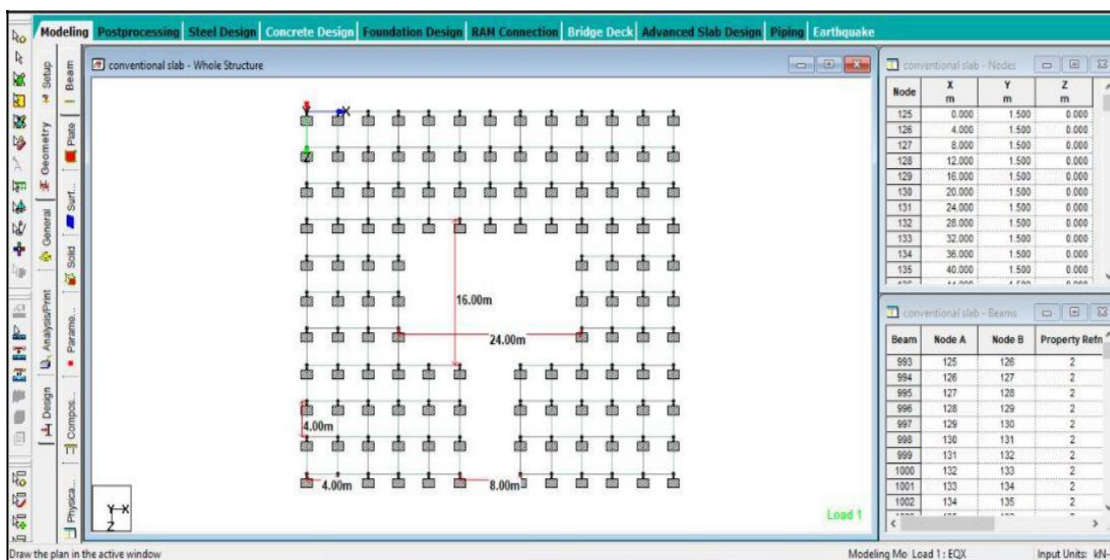 Modeling Postprocessing Steel Design Concrete Design Foundation Design RAM Connection Bridge Deck Advanced Slab Design Piping Earthquake
Setup
Geometry
General
Analysis/Print
Design
Beam
Plate
Surf...
Solid
Parame...
Compos...
Physica...
conventional slab - Whole Structure
X
Z
16.00m
24.00m
4.00m
4.00m
8.00m
Y X
Z
Load 1
conventional slab - Nodes
Node X m Y m Z m
125 0.000 1.500 0.000
126 4.000 1.500 0.000
127 8.000 1.500 0.000
128 12.000 1.500 0.000
129 16.000 1.500 0.000
130 20.000 1.500 0.000
131 24.000 1.500 0.000
132 28.000 1.500 0.000
133 32.000 1.500 0.000
134 36.000 1.500 0.000
135 40.000 1.500 0.000
conventional slab - Beams
Beam Node A Node B Property Refn
993 125 126 2
994 126 127 2
995 127 128 2
996 128 129 2
997 129 130 2
998 130 131 2
999 131 132 2
1000 132 133 2
1001 133 134 2
1002 134 135 2
Draw the plan in the active window
Modeling Mo Load 1 : EQX Input Units: kN-